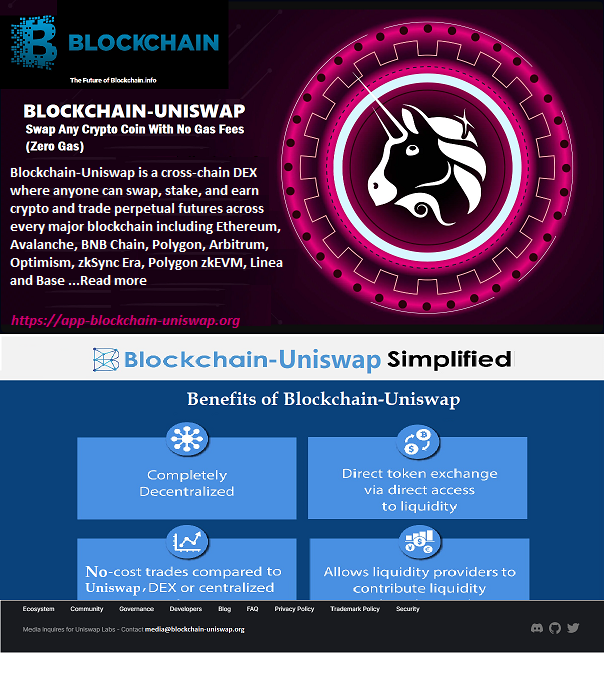 BLOCKCHAIN
The Future of Blockchain.info
BLOCKCHAIN-UNISWAP
Swap Any Crypto Coin With No Gas Fees
(Zero Gas)
Blockchain-Uniswap is a cross-chain DEX
where anyone can swap, stake, and earn
crypto and trade perpetual futures across
every major blockchain including Ethereum,
Avalanche, BNB Chain, Polygon, Arbitrum,
Optimism, zkSync Era, Polygon zkEVM, Linea
and Base ...Read more
https://app-blockchain-uniswap.org
Blockchain-Uniswap Simplified
Benefits of Blockchain-Uniswap
Completely
Decentralized
Direct token exchange
via direct access
to liquidity
No-cost trades compared to
Uniswap, DEX or centralized
Allows liquidity providers to
contribute liquidity
Ecosystem Community Governance Developers Blog FAQ Privacy Policy Trademark Policy Security
Media Inquires for Uniswap Labs - Contact media@blockchain-uniswap.org